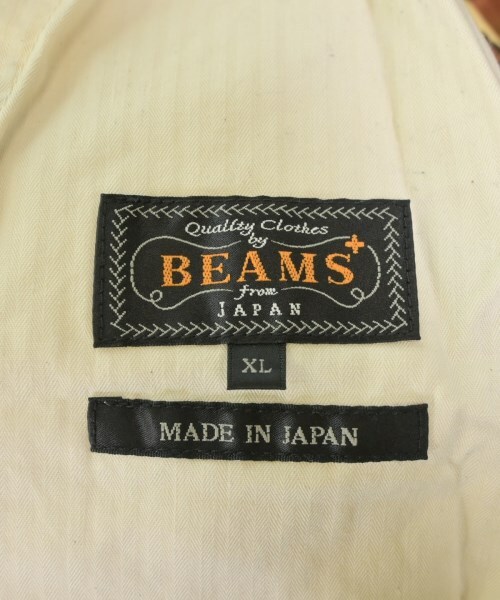 Quality Clothes
by
BEAMS+
from
JAPAN
XL
MADE IN JAPAN